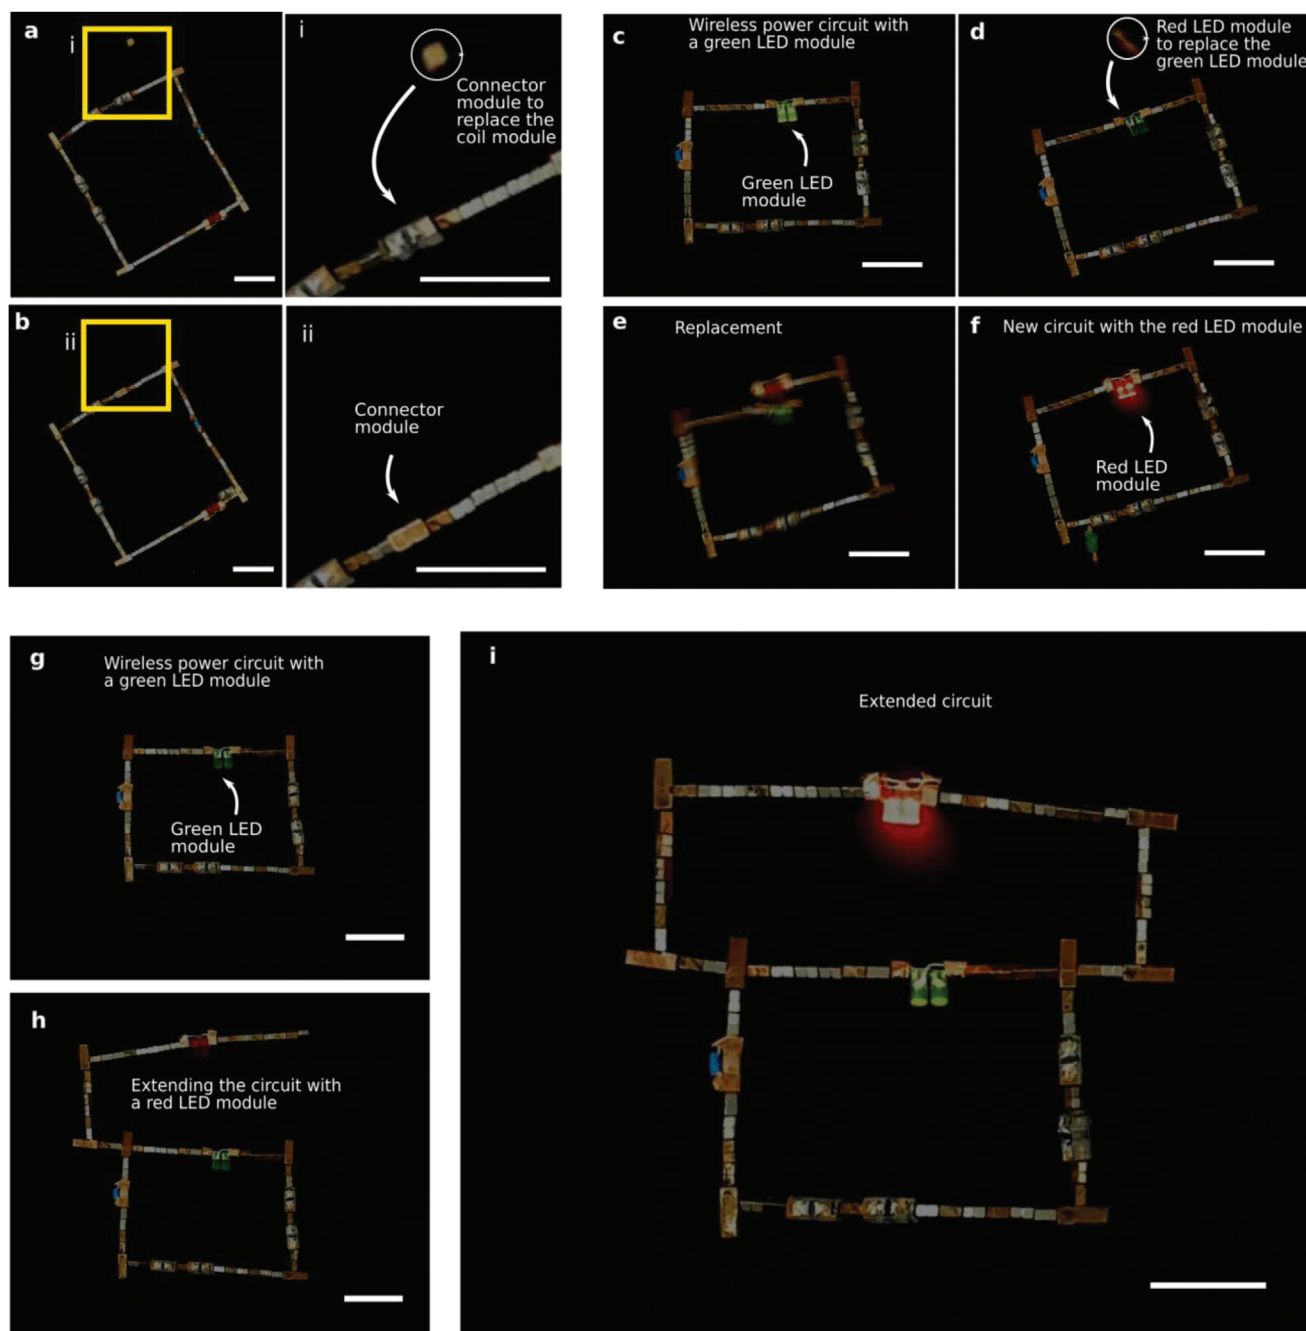 a
i
i
Connector
module to
replace the
coil module
b
ii
ii
Connector
module
c
Wireless power circuit with
a green LED module
Green LED
module
d
Red LED module
to replace the
green LED module
e
Replacement
f
New circuit with the red LED module
Red LED
module
g
Wireless power circuit with
a green LED module
Green LED
module
h
Extending the circuit with
a red LED module
i
Extended circuit